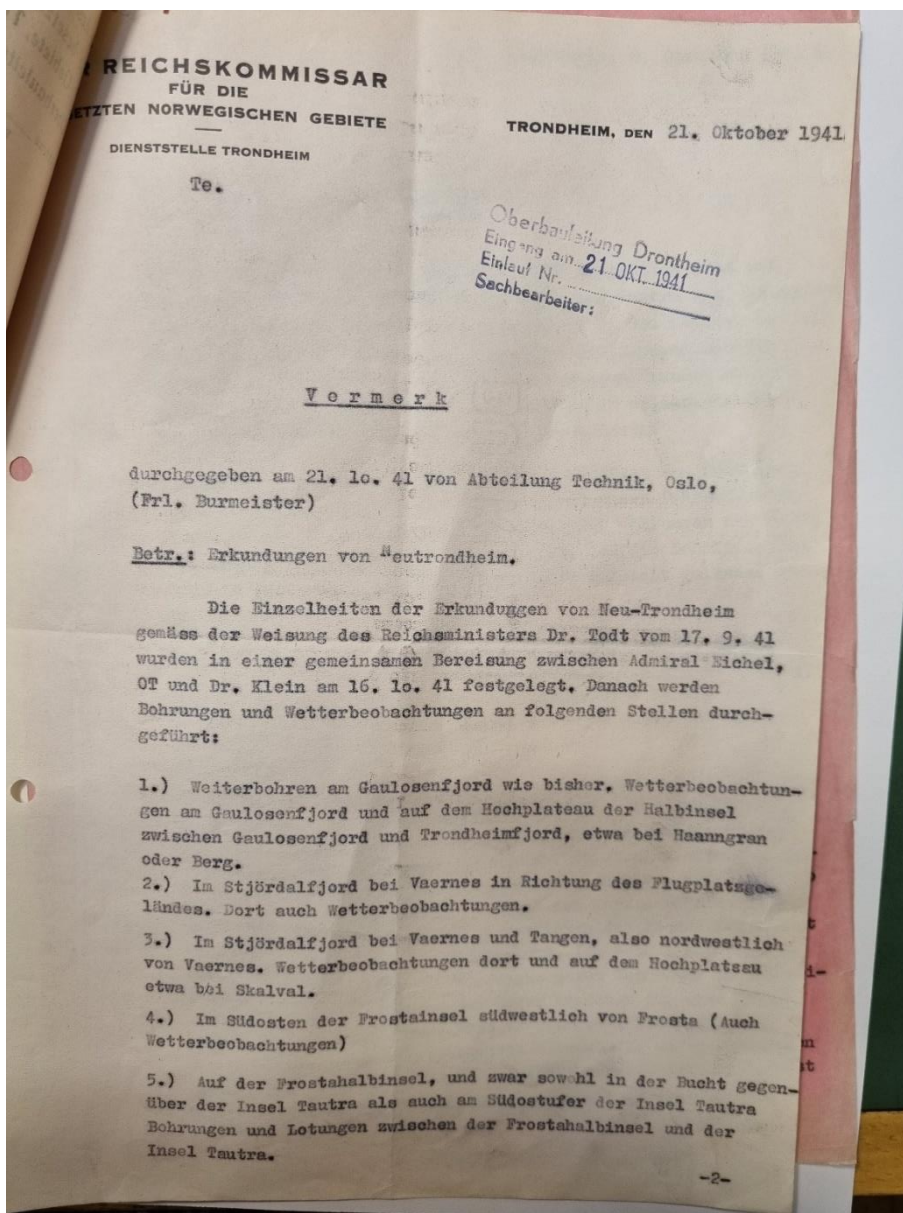 REICHSKOMMISSAR
FÜR DIE
ETZTEN NORWEGISCHEN GEBIETE
DIENSTSTELLE TRONDHEIM
TRONDHEIM, DEN 21. Oktober 1941
Te.
Oberbauleitung Drontheim
Eingang am 21. OKT. 1941
Einlauf Nr.
Sachbearbeiter:
Vermerk
durchgegeben am 21. lo. 41 von Abteilung Technik, Oslo,
(Frl. Burmeister)
Betr.: Erkundungen von Neutrondheim.
Die Einzelheiten der Erkundungen von Neu-Trondheim
gemäss der Weisung des Reichsministers Dr. Todt vom 17. 9. 41
wurden in einer gemeinsamen Bereisung zwischen Admiral Eichel,
OT und Dr. Klein am 16. lo. 41 festgelegt. Danach werden
Bohrungen und Wetterbeobachtungen an folgenden Stellen durch-
geführt:
1.) Weiterbohren am Gaulosenfjord wie bisher. Wetterbeobachtun-
gen am Gaulosenfjord und auf dem Hochplateau der Halbinsel
zwischen Gaulosenfjord und Trondheimfjord, etwa bei Haanngran
oder Berg.
2.) Im Stjördalfjord bei Vaernes in Richtung des Flugplatsge-
ländes. Dort auch Wetterbeobachtungen.
3.) Im Stjördalfjord bei Vaernes und Tangen, also nordwestlich
von Vaernes. Wetterbeobachtungen dort und auf dem Hochplatsau
etwa bei Skalval.
4.) Im Südosten der Frostainsel südwestlich von Frosta (Auch
Wetterbeobachtungen)
5.) Auf der Frostahalbinsel, und zwar sowohl in der Bucht gegen-
über der Insel Tautra als auch am Südostufer der Insel Tautra
Bohrungen und Lotungen zwischen der Frostahalbinsel und der
Insel Tautra.
-2-